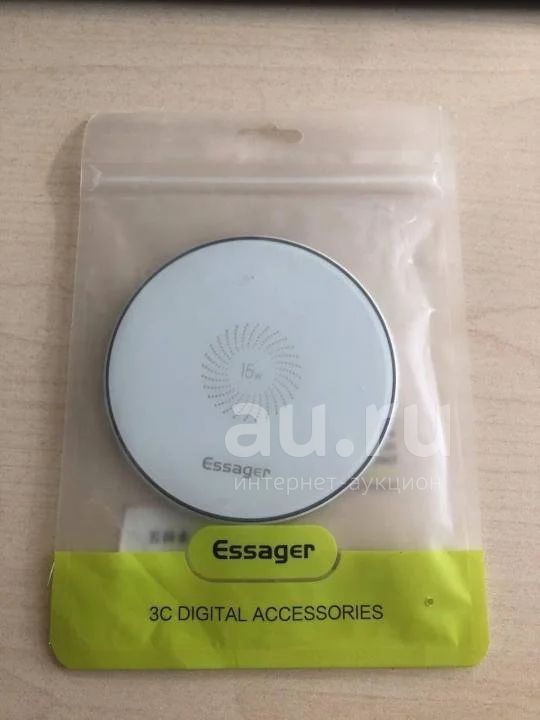 15w
Essager
au.ru
интернет-аукцион
Essager
3C DIGITAL ACCESSORIES